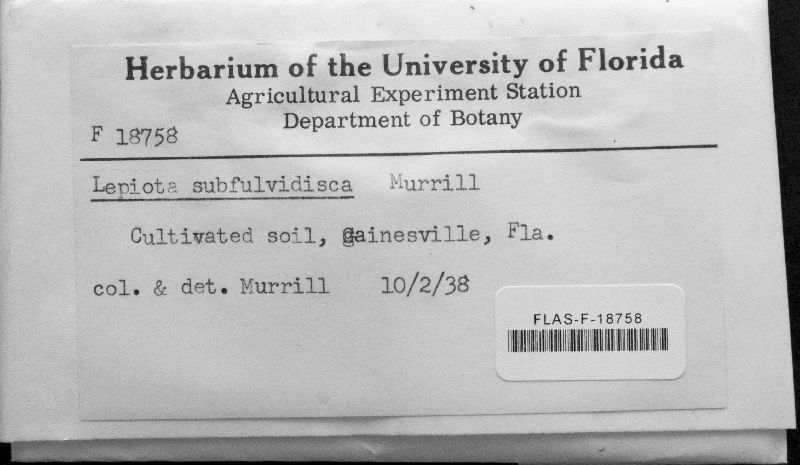 Herbarium of the University of Florida
Agricultural Experiment Station
Department of Botany
F 18758
Lepiota subfulvidisca Murrill
Cultivated soil, Gainesville, Fla.
col. & det. Murrill 10/2/38
FLAS-F-18758